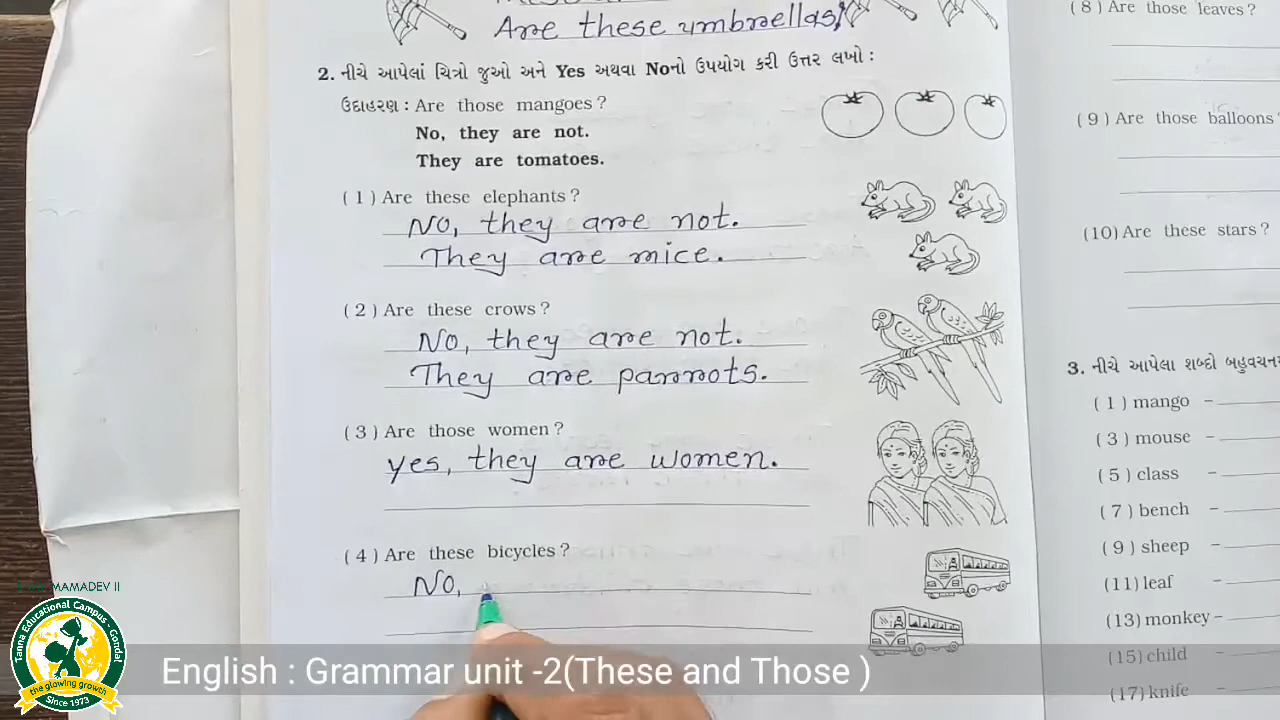 Are these umbrellas?
2. નીચે આપેલાં ચિત્રો જુઓ અને Yes અથવા Noનો ઉપયોગ કરી ઉત્તર લખો :
ઉદાહરણ : Are those mangoes ?
No, they are not.
They are tomatoes.
( 1 ) Are these elephants ?
No, they are not.
They are mice.
( 2 ) Are these crows ?
No, they are not.
They are parrots.
( 3 ) Are those women ?
yes, they are women.
( 4 ) Are these bicycles ?
No,
( 8 ) Are those leaves ?
( 9 ) Are those balloons
(10) Are these stars ?
3. નીચે આપેલા શબ્દો
( 1 ) mango –
( 3 ) mouse –
( 5 ) class –
( 7 ) bench –
( 9 ) sheep –
(11) leaf –
(13) monkey –
(15) child –
(17) knife –
MAMADEV II
Tanna Educational Campus - Gondal
the glowing growth
Since 1973
English : Grammar unit -2(These and Those )